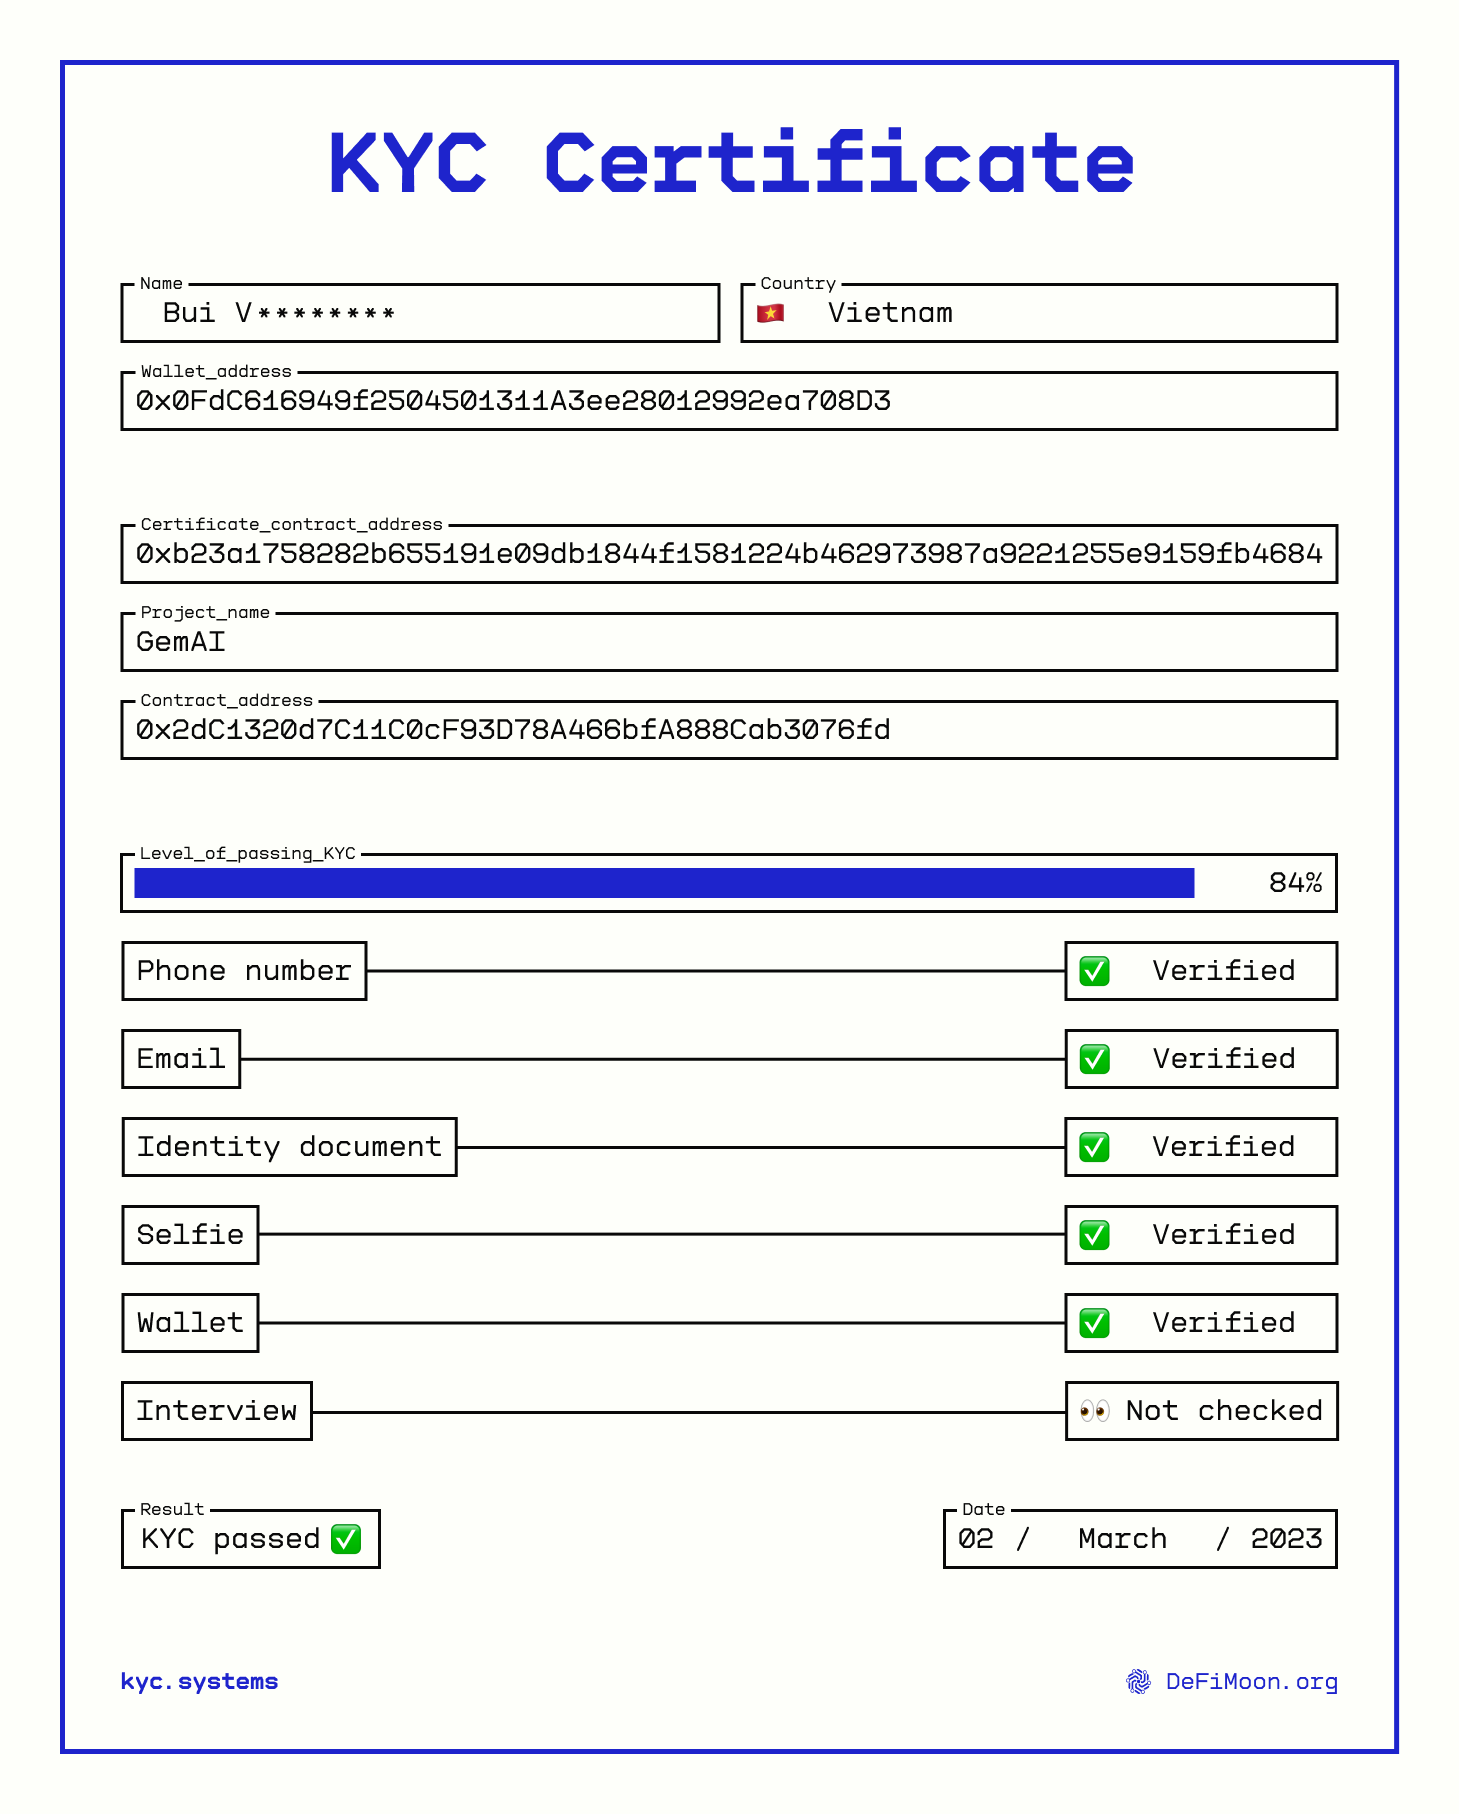 KYC Certificate
Name
Bui V********
Country
🇻🇳 Vietnam
Wallet_address
0x0FdC616949f2504501311A3ee28012992ea708D3
Certificate_contract_address
0xb23a1758282b655191e09db1844f1581224b462973987a9221255e9159fb4684
Project_name
GemAI
Contract_address
0x2dC1320d7C11C0cF93D78A466bfA888Cab3076fd
Level_of_passing_KYC
84%
Phone number ✅ Verified
Email ✅ Verified
Identity document ✅ Verified
Selfie ✅ Verified
Wallet ✅ Verified
Interview 👀 Not checked
Result
KYC passed ✅
Date
02 / March / 2023
kyc.systems
DeFiMoon.org